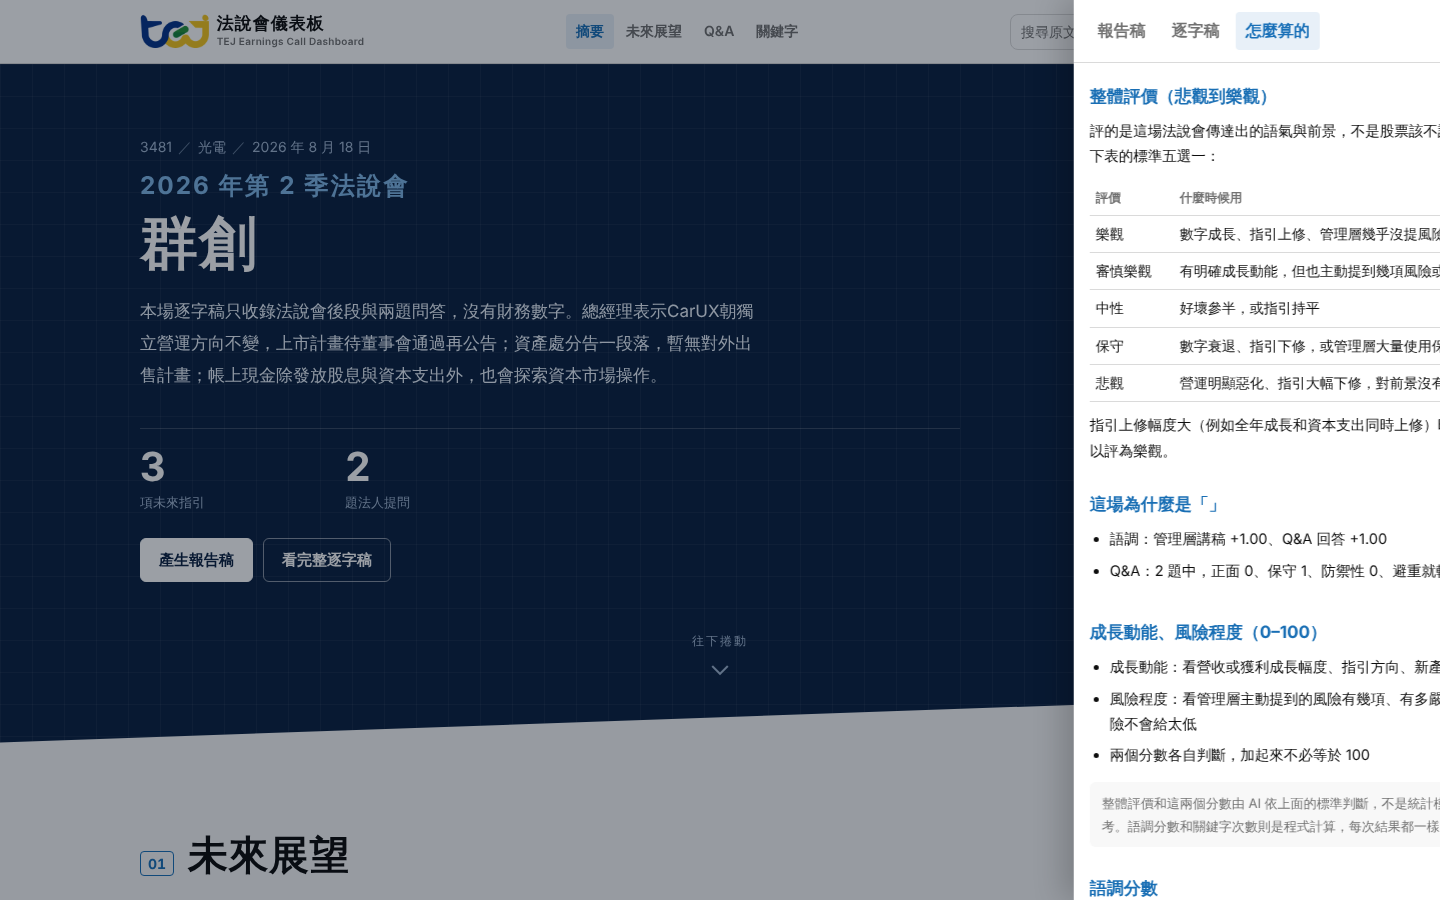 tej
法說會儀表板
TEJ Earnings Call Dashboard
摘要
未來展望
Q&A
關鍵字
搜尋原文
3481 ／ 光電 ／ 2026 年 8 月 18 日
2026 年第 2 季法說會
群創
本場逐字稿只收錄法說會後段與兩題問答，沒有財務數字。總經理表示CarUX朝獨
立營運方向不變，上市計畫待董事會通過再公告；資產處分告一段落，暫無對外出
售計畫；帳上現金除發放股息與資本支出外，也會探索資本市場操作。
3
項未來指引
2
題法人提問
產生報告稿
看完整逐字稿
往下捲動
01
未來展望
報告稿
逐字稿
怎麼算的
整體評價（悲觀到樂觀）
評的是這場法說會傳達出的語氣與前景，不是股票該不
下表的標準五選一：
評價 什麼時候用
樂觀 數字成長、指引上修、管理層幾乎沒提風險
審慎樂觀 有明確成長動能，但也主動提到幾項風險或
中性 好壞參半，或指引持平
保守 數字衰退、指引下修，或管理層大量使用保
悲觀 營運明顯惡化、指引大幅下修，對前景沒有
指引上修幅度大（例如全年成長和資本支出同時上修）
以評為樂觀。
這場為什麼是「」
語調：管理層講稿 +1.00、Q&A 回答 +1.00
Q&A：2 題中，正面 0、保守 1、防禦性 0、避重就
成長動能、風險程度（0–100）
成長動能：看營收或獲利成長幅度、指引方向、新產
風險程度：看管理層主動提到的風險有幾項、有多嚴
險不會給太低
兩個分數各自判斷，加起來不必等於 100
整體評價和這兩個分數由 AI 依上面的標準判斷，不是統計
考。語調分數和關鍵字次數則是程式計算，每次結果都一樣
語調分數